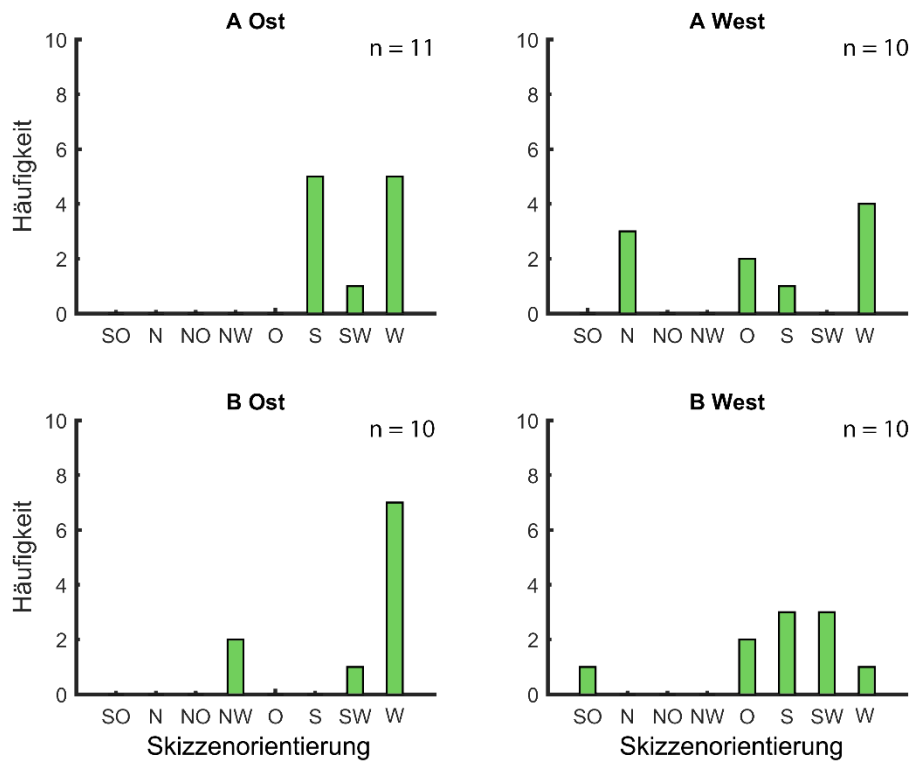 A Ost
n = 11
10
8
6
4
2
0
Häufigkeit
SO N NO NW O S SW W
A West
n = 10
10
8
6
4
2
0
SO N NO NW O S SW W
B Ost
n = 10
10
8
6
4
2
0
Häufigkeit
SO N NO NW O S SW W
Skizzenorientierung
B West
n = 10
10
8
6
4
2
0
SO N NO NW O S SW W
Skizzenorientierung